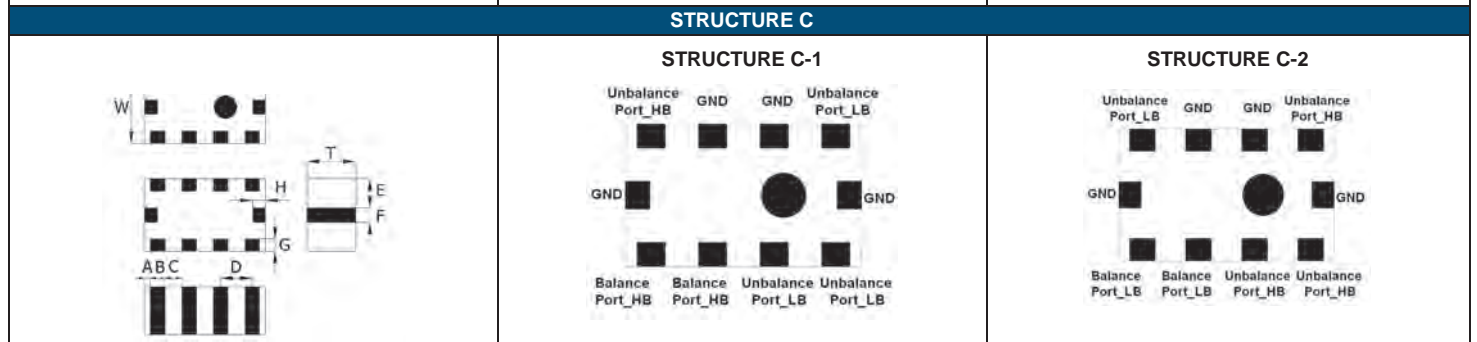 STRUCTURE C
W
T
H
E
F
G
A B C
D
STRUCTURE C-1
Unbalance
Port_HB
GND
GND
Unbalance
Port_LB
GND
GND
Balance
Port_HB
Balance
Port_HB
Unbalance
Port_LB
Unbalance
Port_LB
STRUCTURE C-2
Unbalance
Port_LB
GND
GND
Unbalance
Port_HB
GND
GND
Balance
Port_LB
Balance
Port_LB
Unbalance
Port_HB
Unbalance
Port_HB